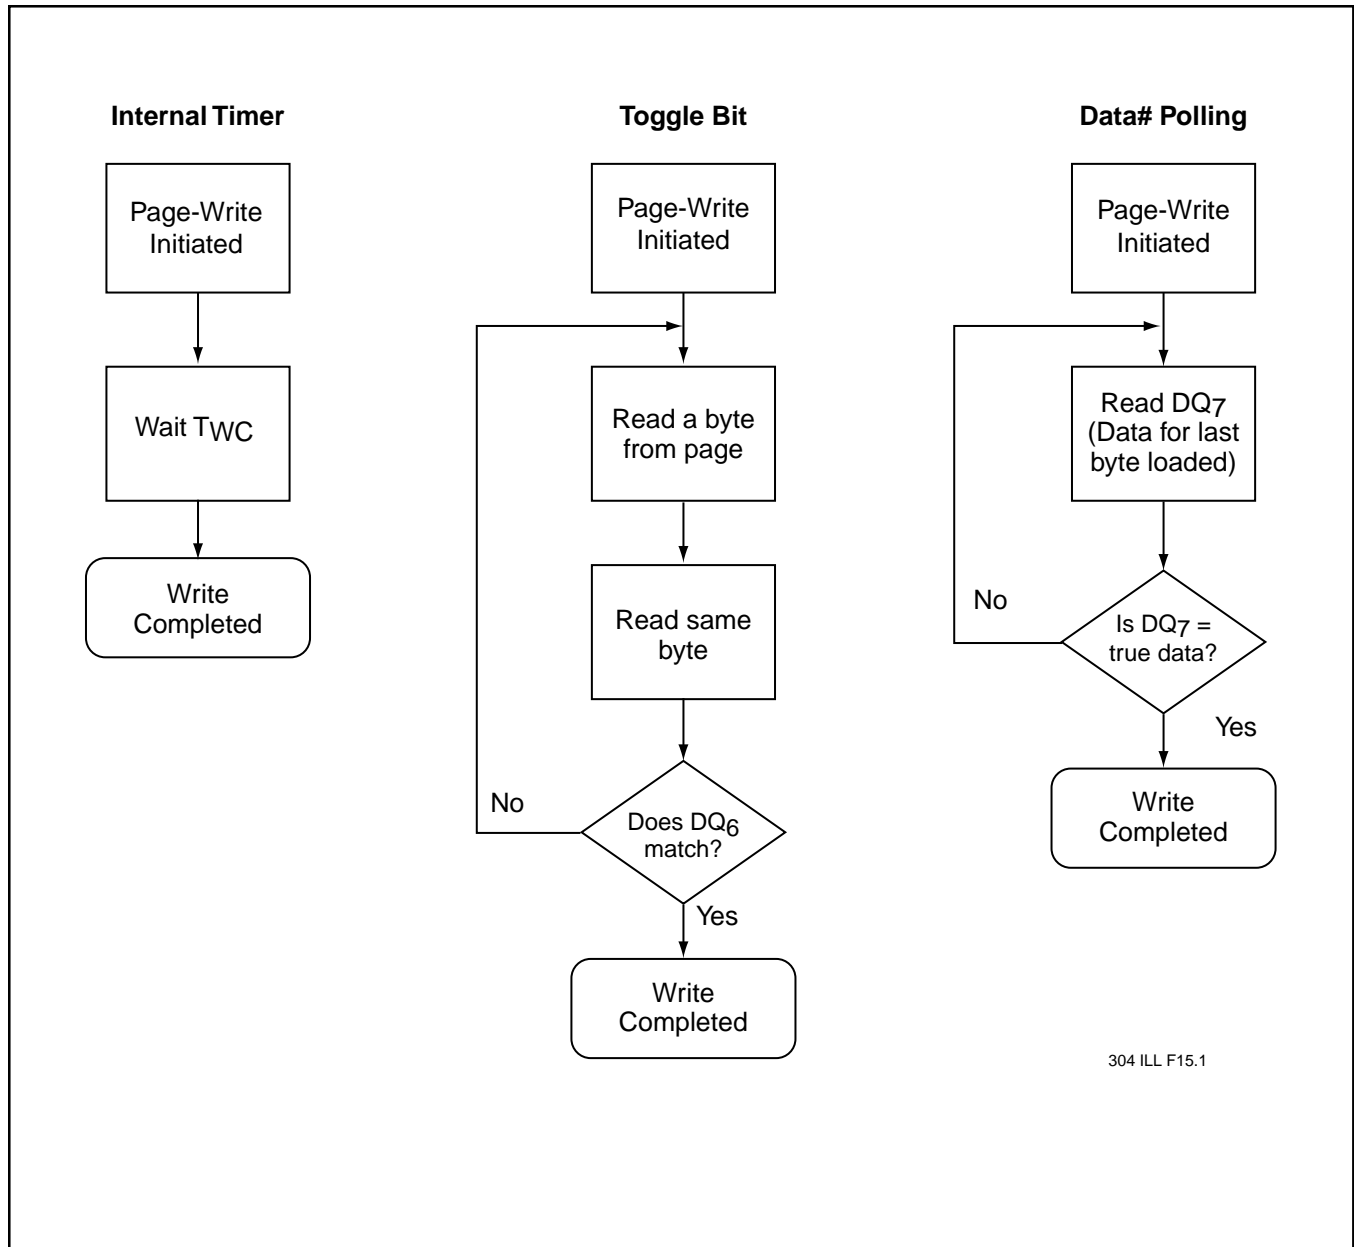 Internal Timer
Page-Write
Initiated
Wait TWC
Write
Completed
Toggle Bit
Page-Write
Initiated
Read a byte
from page
Read same
byte
No
Does DQ6
match?
Yes
Write
Completed
Data# Polling
Page-Write
Initiated
Read DQ7
(Data for last
byte loaded)
No
Is DQ7 =
true data?
Yes
Write
Completed
304 ILL F15.1